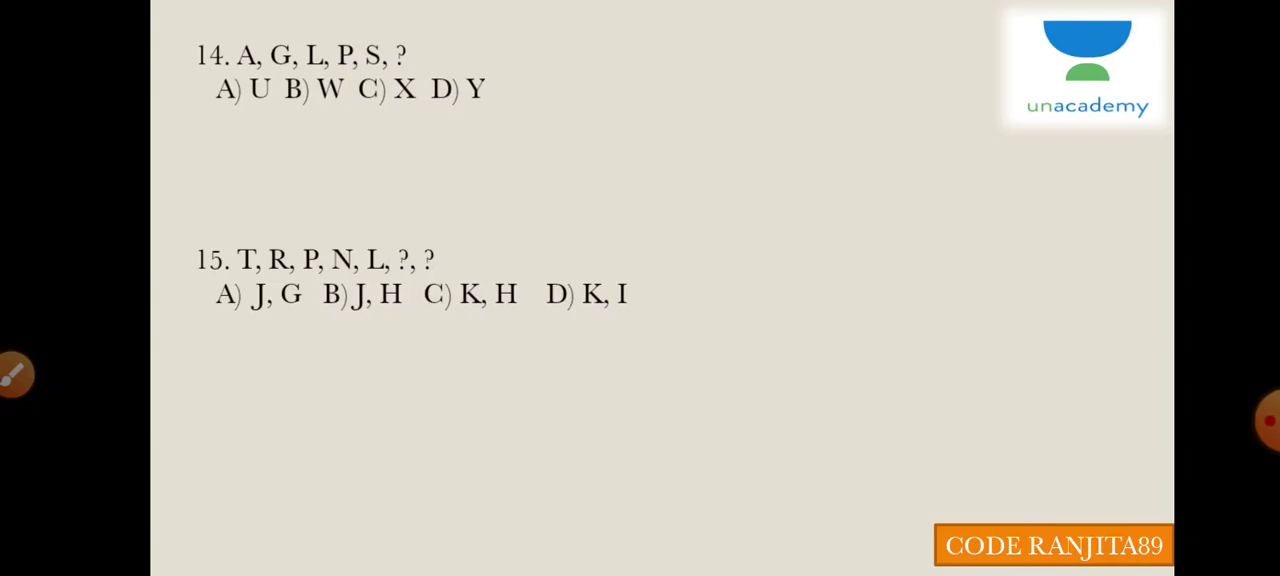 14. A, G, L, P, S, ?
A) U B) W C) X D) Y
unacademy
15. T, R, P, N, L, ?, ?
A) J, G B) J, H C) K, H D) K, I
CODE RANJITA89